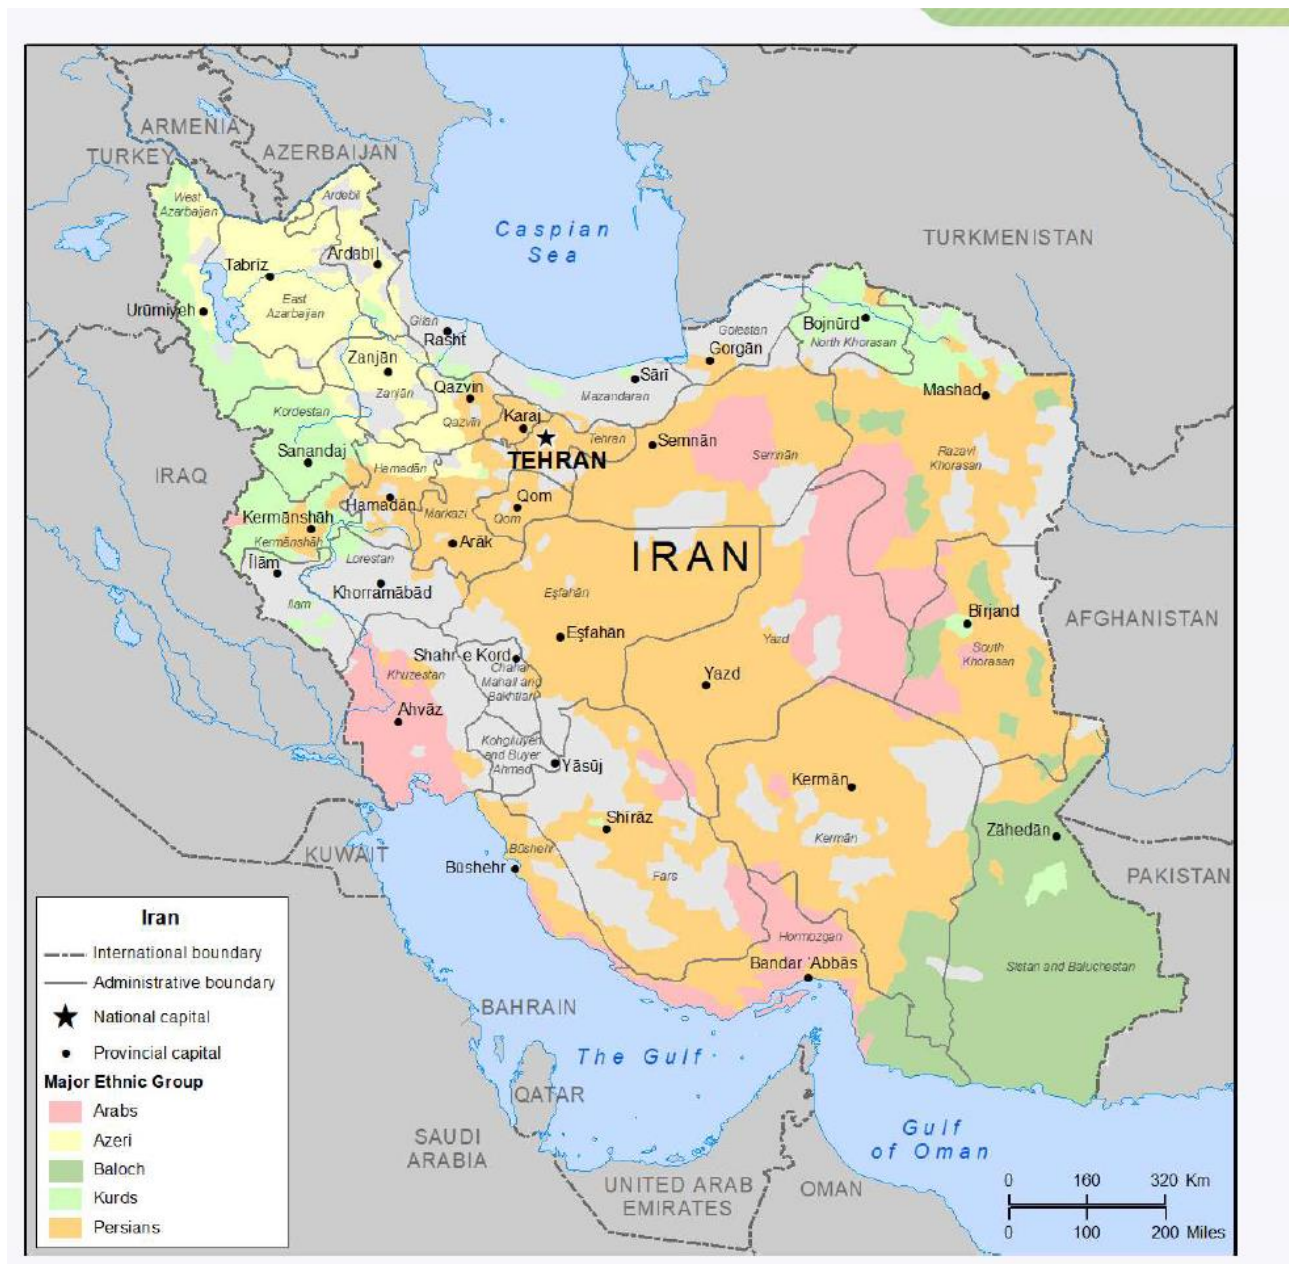 ARMENIA
TURKEY
AZERBAIJAN
West
Azarbaijan
Ardebil
Caspian
Sea
TURKMENISTAN
Tabriz
Ardabīl
East
Azarbaijan
Urūmīyeh
Gilan
Rasht
Golestan
Gorgān
Bojnūrd
North Khorasan
Zanjān
Zanjān
Qazvīn
Qazvīn
Sārī
Mazandaran
Mashad
Kordestan
Karaj
Tehran
TEHRAN
Semnān
Semnān
Razavi
Khorasan
Sanandaj
Hamadān
Hamadān
IRAQ
Markazi
Qom
Qom
Kermānshāh
Kermānshāh
Arāk
IRAN
Lorestan
Īlām
Ilam
Khorramābād
Eşfahān
Eşfahān
Bīrjand
South
Khorasan
AFGHANISTAN
Yazd
Yazd
Shahr-e Kord
Chahar
Mahall and
Bakhtiari
Khuzestan
Ahvāz
Kohgiluyeh
and Buyer
Ahmad
Yāsūj
Kermān
Kermān
Shīrāz
Fars
Zāhedān
KUWAIT
Būshehr
Būshehr
PAKISTAN
Hormozgan
Bandar 'Abbās
Sistan and Baluchestan
BAHRAIN
The Gulf
QATAR
SAUDI
ARABIA
UNITED ARAB
EMIRATES
OMAN
Gulf
of Oman
0 160 320 Km
0 100 200 Miles
Iran
International boundary
Administrative boundary
National capital
Provincial capital
Major Ethnic Group
Arabs
Azeri
Baloch
Kurds
Persians